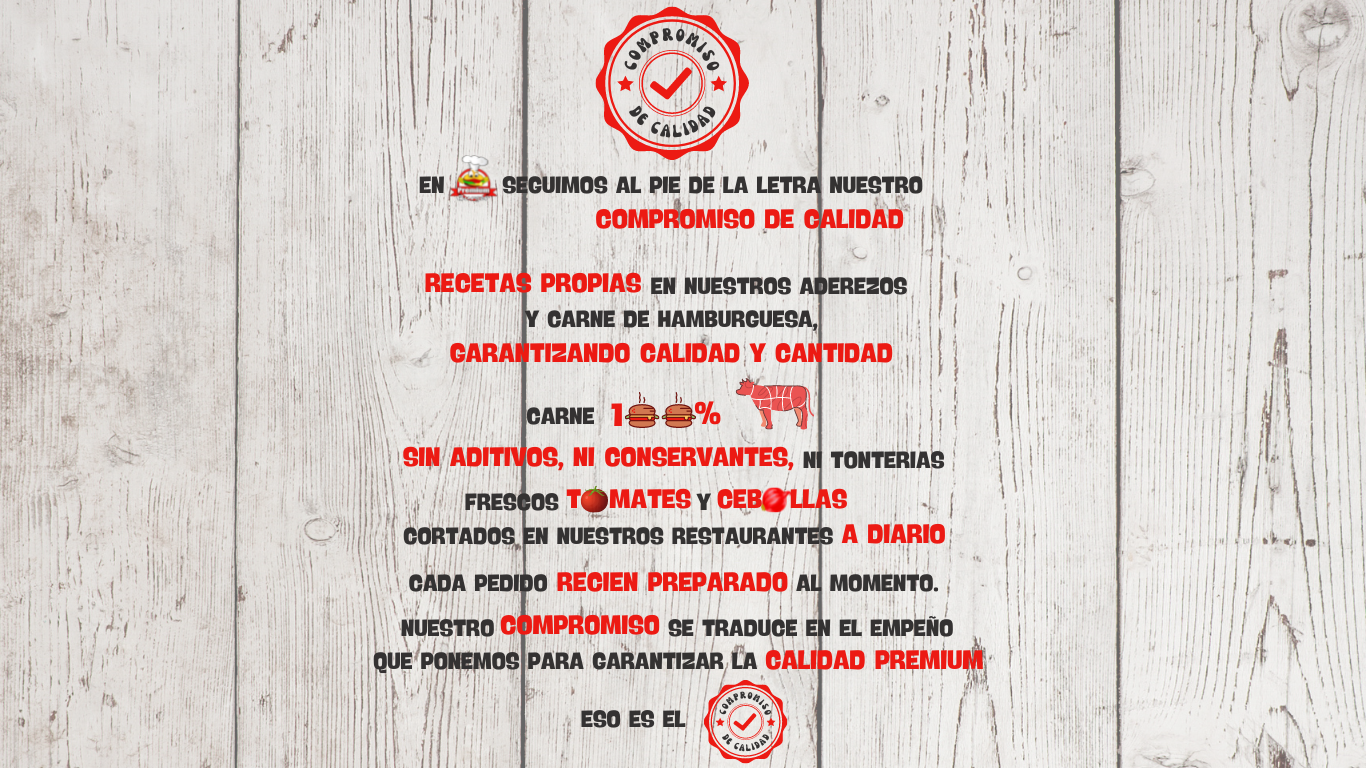 COMPROMISO
DE CALIDAD
EN SEGUIMOS AL PIE DE LA LETRA NUESTRO
COMPROMISO DE CALIDAD
RECETAS PROPIAS EN NUESTROS ADEREZOS
Y CARNE DE HAMBURGUESA,
GARANTIZANDO CALIDAD Y CANTIDAD
CARNE 1%
SIN ADITIVOS, NI CONSERVANTES, NI TONTERIAS
FRESCOS TMATES Y CEBLLAS
CORTADOS EN NUESTROS RESTAURANTES A DIARIO
CADA PEDIDO RECIEN PREPARADO AL MOMENTO.
NUESTRO COMPROMISO SE TRADUCE EN EL EMPEÑO
QUE PONEMOS PARA GARANTIZAR LA CALIDAD PREMIUM
ESO ES EL
COMPROMISO
DE CALIDAD